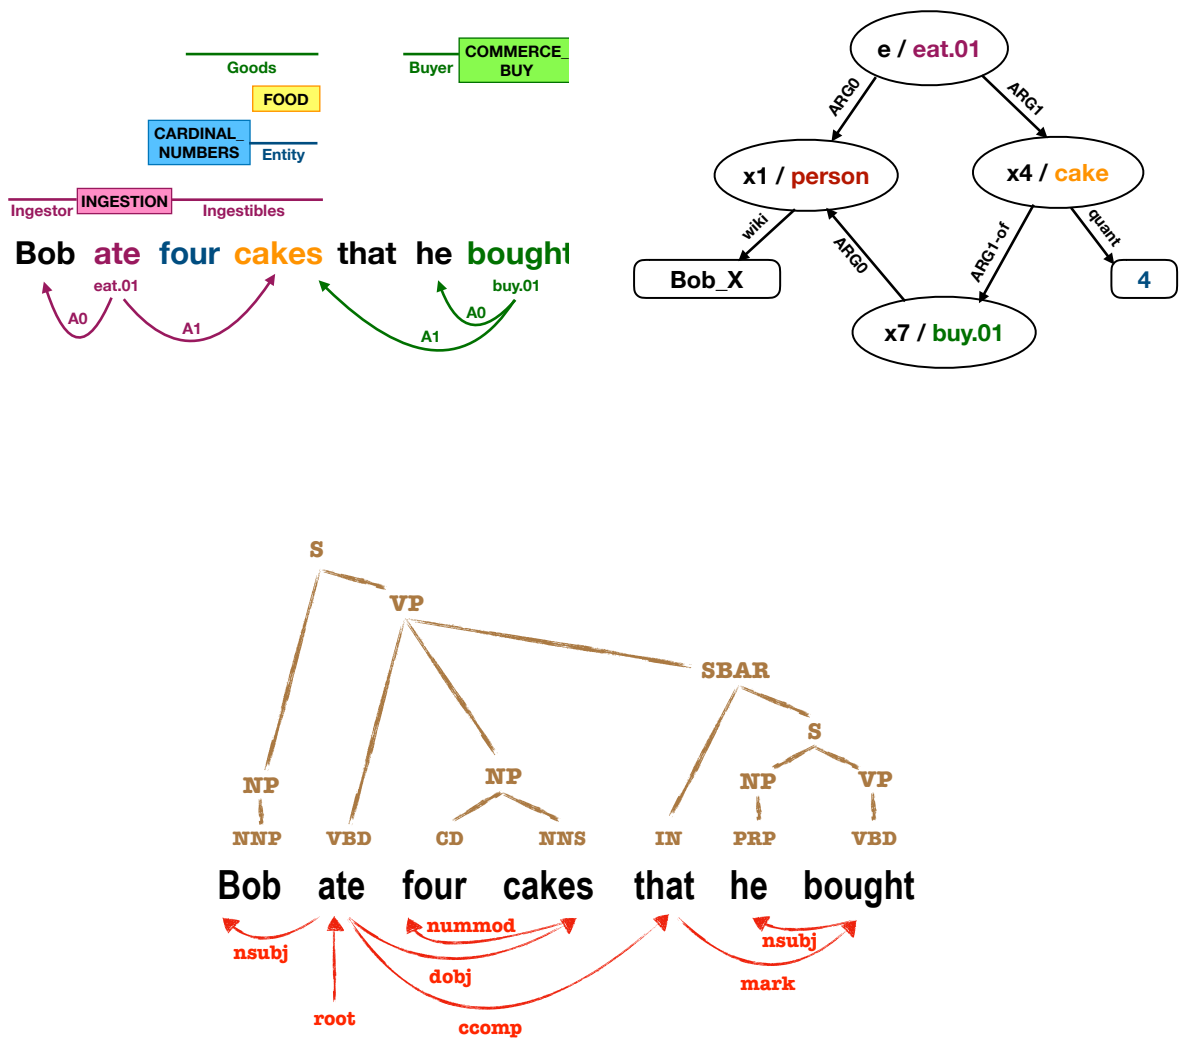 Goods
Buyer
COMMERCE_
BUY
FOOD
CARDINAL_
NUMBERS
Entity
Ingestor
INGESTION
Ingestibles
Bob ate four cakes that he bought
eat.01
buy.01
A0
A1
A0
A1
e / eat.01
ARG0
ARG1
x1 / person
x4 / cake
wiki
ARG0
ARG1-of
quant
Bob_X
4
x7 / buy.01
S
VP
SBAR
S
NP
NP
NP
VP
NNP
VBD
CD
NNS
IN
PRP
VBD
Bob ate four cakes that he bought
nsubj
nummod
dobj
nsubj
mark
root
ccomp